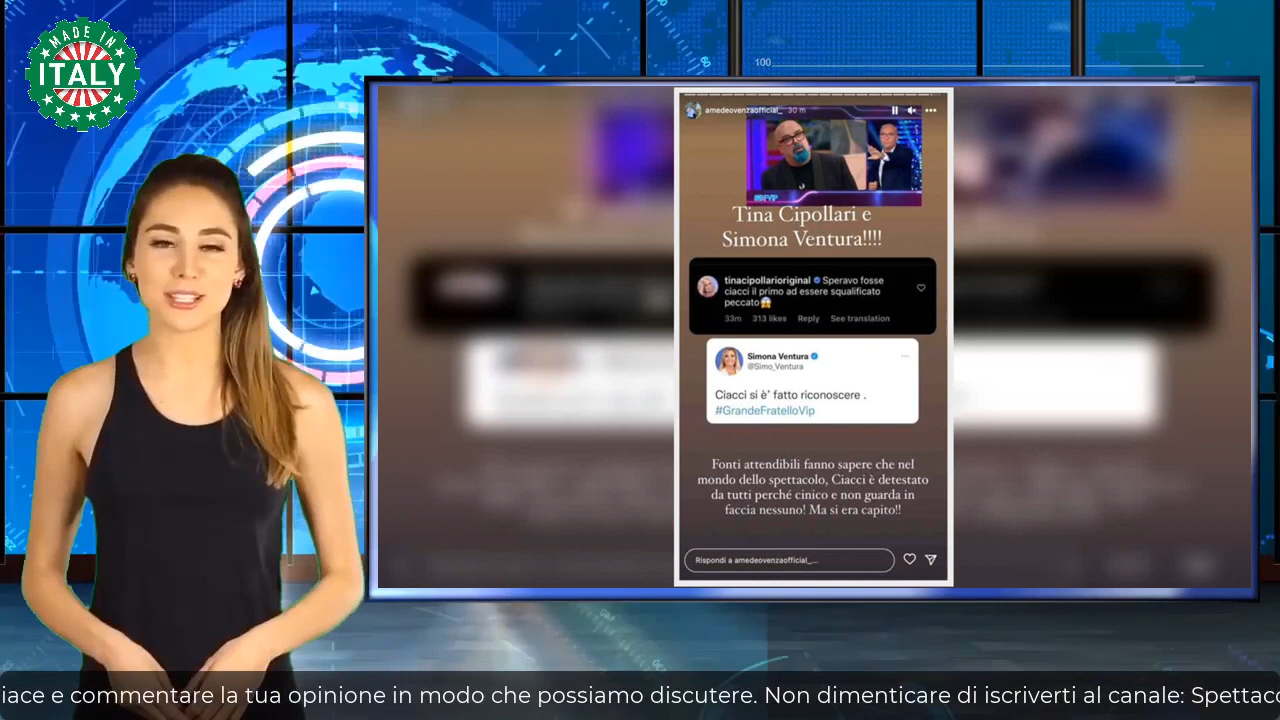 MADE IN
ITALY
100
amedeovenzaofficial_ 30 m
#GFVIP
Tina Cipollari e
Simona Ventura!!!!
tinacipollarioriginal Speravo fosse
ciacci il primo ad essere squalificato
peccato😱
33m 313 likes Reply See translation
Simona Ventura
@Simo_Ventura
Ciacci si è' fatto riconoscere .
#GrandeFratelloVip
Fonti attendibili fanno sapere che nel
mondo dello spettacolo, Ciacci è detestato
da tutti perché cinico e non guarda in
faccia nessuno! Ma si era capito!!
Rispondi a amedeovenzaofficial_...
iace e commentare la tua opinione in modo che possiamo discutere. Non dimenticare di iscriverti al canale: Spettaco